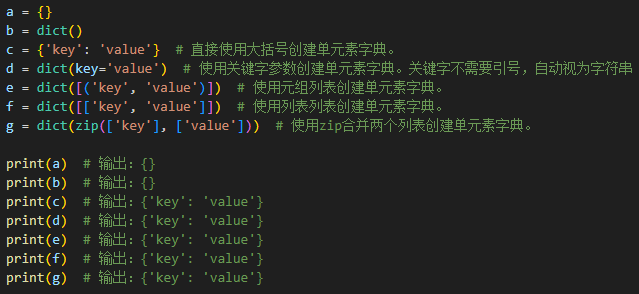 a = {}
b = dict()
c = {'key': 'value'}  # 直接使用大括号创建单元素字典。
d = dict(key='value')  # 使用关键字参数创建单元素字典。关键字不需要引号，自动视为字符串
e = dict([('key', 'value')])  # 使用元组列表创建单元素字典。
f = dict([['key', 'value']])  # 使用列表列表创建单元素字典。
g = dict(zip(['key'], ['value']))  # 使用zip合并两个列表创建单元素字典。

print(a)  # 输出：{}
print(b)  # 输出：{}
print(c)  # 输出：{'key': 'value'}
print(d)  # 输出：{'key': 'value'}
print(e)  # 输出：{'key': 'value'}
print(f)  # 输出：{'key': 'value'}
print(g)  # 输出：{'key': 'value'}